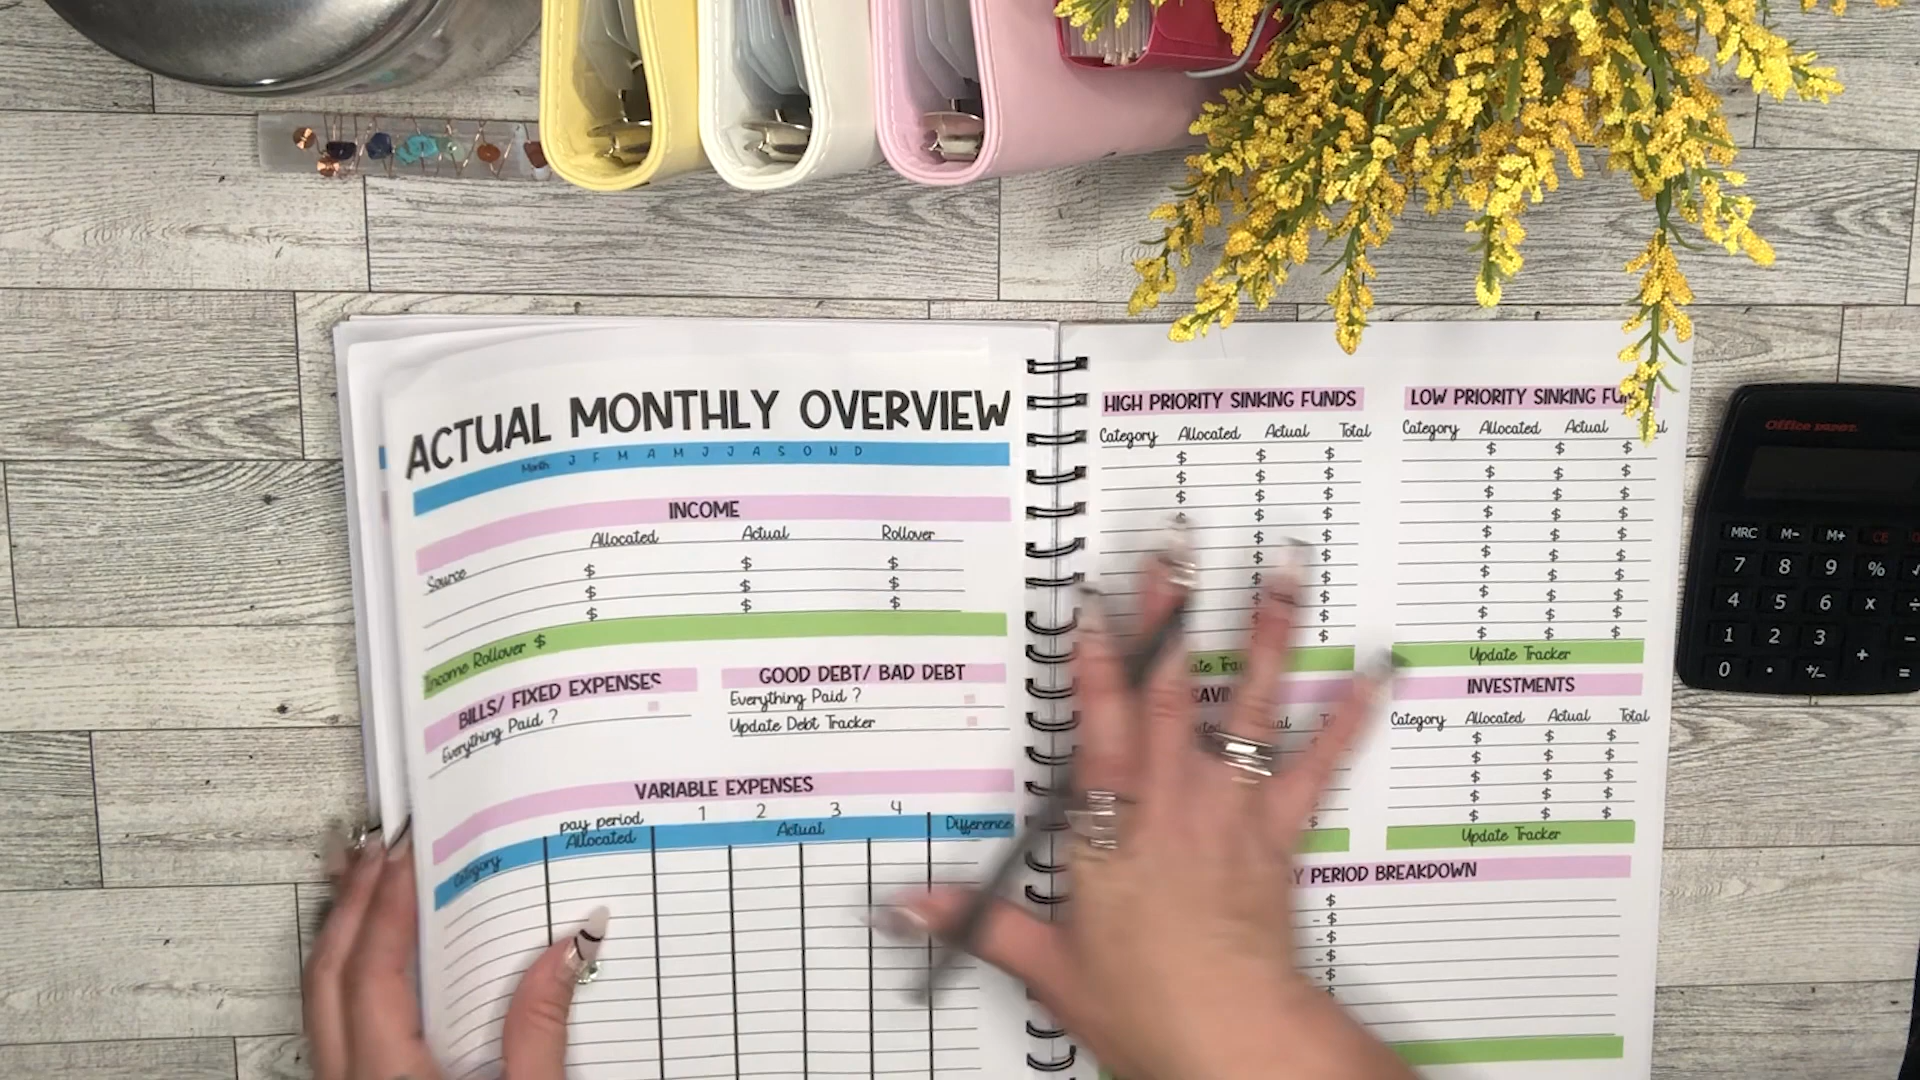 ACTUAL MONTHLY OVERVIEW
Month J F M A M J J A S O N D
INCOME
Allocated Actual Rollover
Source
$ $ $
$ $ $
$ $ $
Income Rollover $
BILLS/ FIXED EXPENSES
Everything Paid ?
GOOD DEBT/ BAD DEBT
Everything Paid ?
Update Debt Tracker
VARIABLE EXPENSES
pay period 1 2 3 4
Category Allocated Actual Difference
HIGH PRIORITY SINKING FUNDS
Category Allocated Actual Total
$ $ $
$ $ $
$ $ $
$ $ $
$ $
$ $
$ $
$ $
$ $
$
LOW PRIORITY SINKING
Category Allocated Actual
$ $ $
$ $ $
$ $ $
$ $ $
$ $ $
$ $ $
$ $ $
$ $ $
$ $ $
$ $ $
Update Tracker
INVESTMENTS
Category Allocated Actual Total
$ $ $
$ $ $
$ $ $
$ $ $
$ $ $
Update Tracker
PERIOD BREAKDOWN
$
- $
- $
- $
- $
MRC M- M+ CE
7 8 9 % √
4 5 6 x ÷
1 2 3 + -
0 . +/- =